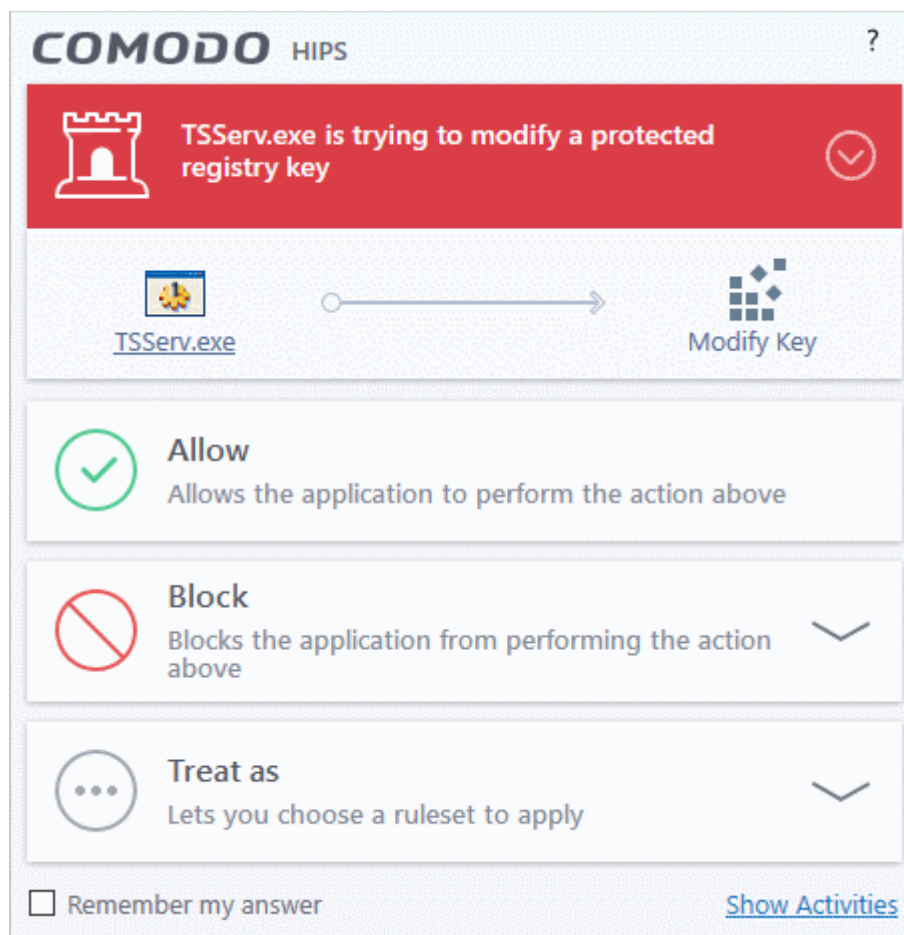 COMODO HIPS ?
TSServ.exe is trying to modify a protected
registry key
TSServ.exe
Modify Key
Allow
Allows the application to perform the action above
Block
Blocks the application from performing the action
above
Treat as
Lets you choose a ruleset to apply
Remember my answer
Show Activities